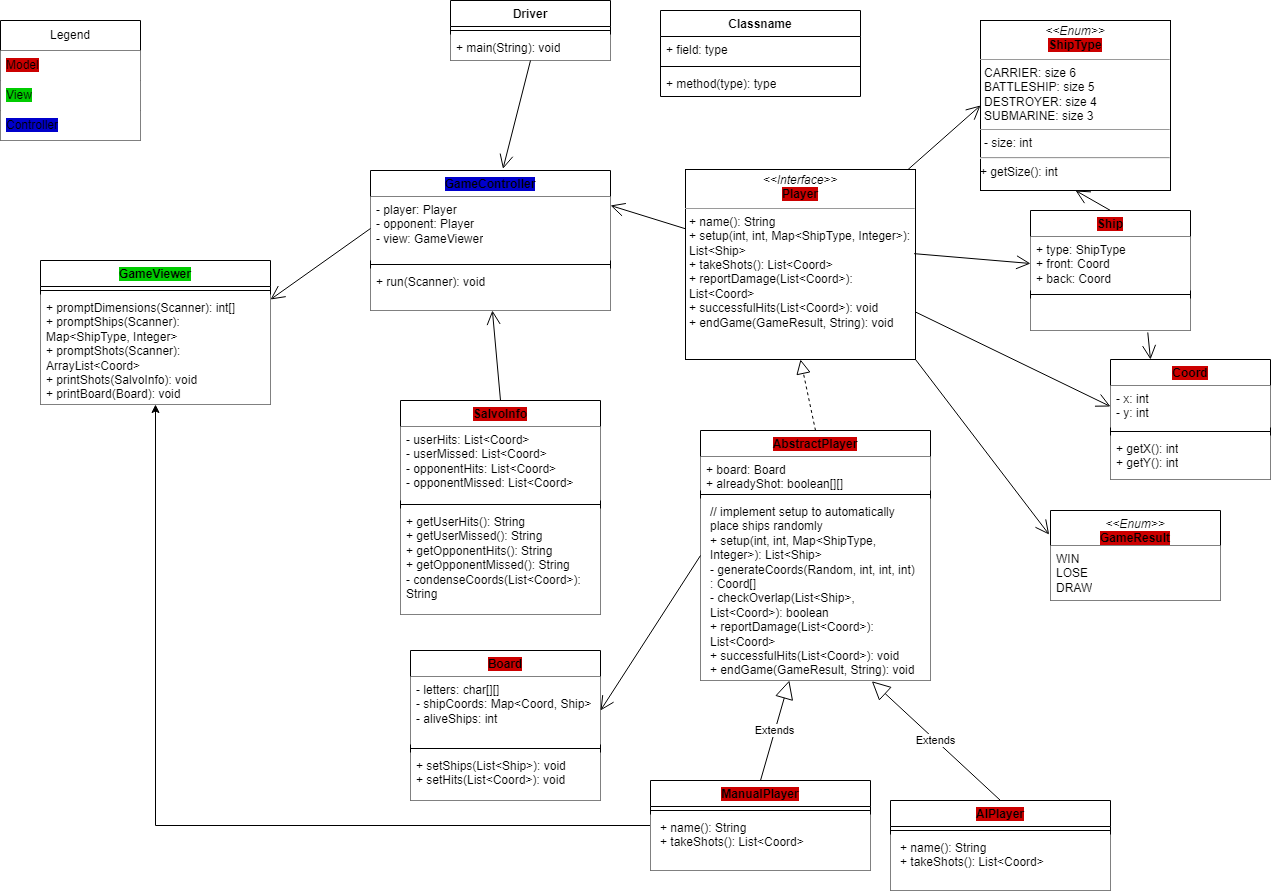 Legend
Model
View
Controller
Driver
+ main(String): void
Classname
+ field: type
+ method(type): type
<<Enum>>
ShipType
CARRIER: size 6
BATTLESHIP: size 5
DESTROYER: size 4
SUBMARINE: size 3
- size: int
+ getSize(): int
GameController
- player: Player
- opponent: Player
- view: GameViewer
+ run(Scanner): void
<<Interface>>
Player
+ name(): String
+ setup(int, int, Map<ShipType, Integer>):
List<Ship>
+ takeShots(): List<Coord>
+ reportDamage(List<Coord>):
List<Coord>
+ successfulHits(List<Coord>): void
+ endGame(GameResult, String): void
Ship
+ type: ShipType
+ front: Coord
+ back: Coord
GameViewer
+ promptDimensions(Scanner): int[]
+ promptShips(Scanner):
Map<ShipType, Integer>
+ promptShots(Scanner):
ArrayList<Coord>
+ printShots(SalvoInfo): void
+ printBoard(Board): void
Coord
- x: int
- y: int
+ getX(): int
+ getY(): int
SalvoInfo
- userHits: List<Coord>
- userMissed: List<Coord>
- opponentHits: List<Coord>
- opponentMissed: List<Coord>
+ getUserHits(): String
+ getUserMissed(): String
+ getOpponentHits(): String
+ getOpponentMissed(): String
- condenseCoords(List<Coord>):
String
AbstractPlayer
+ board: Board
+ alreadyShot: boolean[][]
// implement setup to automatically
place ships randomly
+ setup(int, int, Map<ShipType,
Integer>): List<Ship>
- generateCoords(Random, int, int, int)
: Coord[]
- checkOverlap(List<Ship>,
List<Coord>): boolean
+ reportDamage(List<Coord>):
List<Coord>
+ successfulHits(List<Coord>): void
+ endGame(GameResult, String): void
<<Enum>>
GameResult
WIN
LOSE
DRAW
Board
- letters: char[][]
- shipCoords: Map<Coord, Ship>
- aliveShips: int
+ setShips(List<Ship>): void
+ setHits(List<Coord>): void
Extends
Extends
ManualPlayer
+ name(): String
+ takeShots(): List<Coord>
AIPlayer
+ name(): String
+ takeShots(): List<Coord>